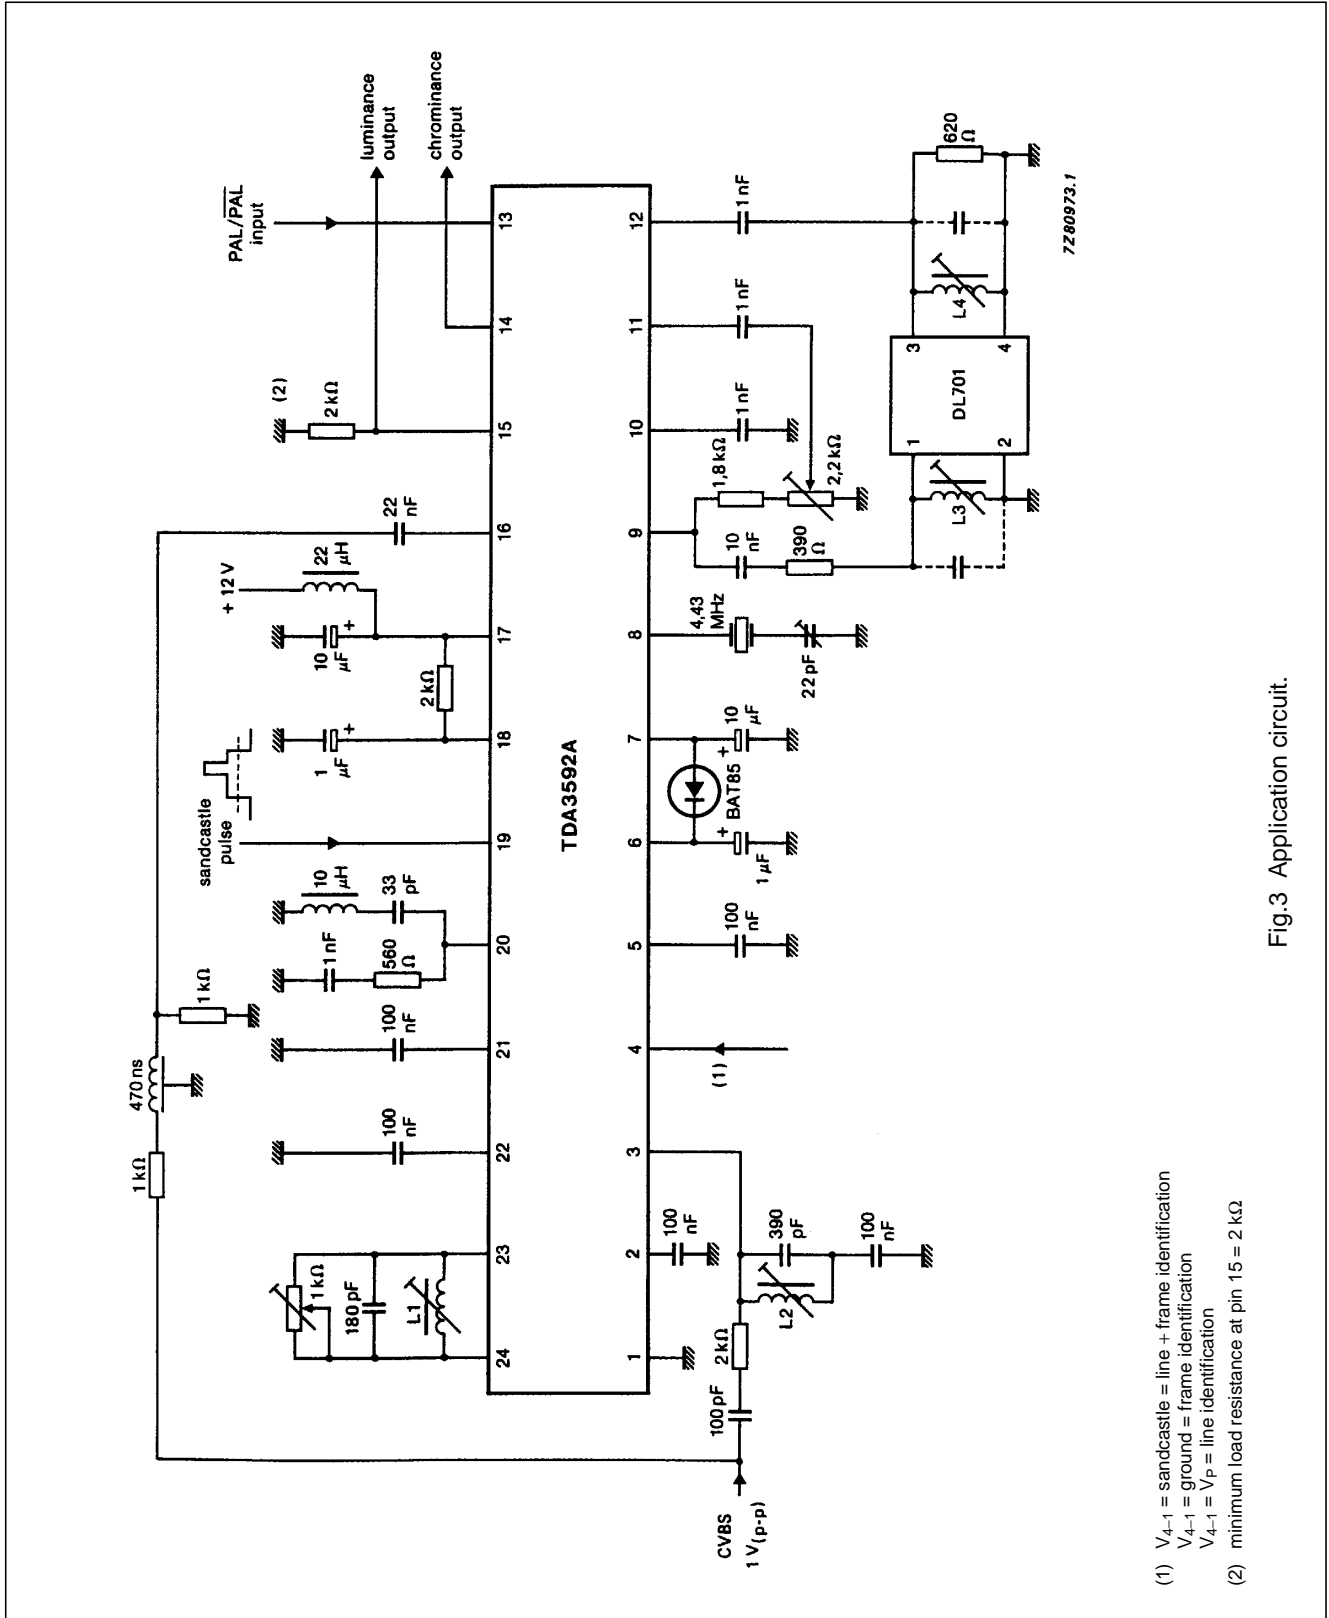 PAL/PAL
input
luminance
output
chrominance
output
(2)
2 kΩ
22
nF
+ 12 V
22
μH
10
μF
+
2 kΩ
1
μF
+
sandcastle
pulse
10
μH
33
pF
1 nF
560
Ω
1 kΩ
470 ns
1 kΩ
100
nF
100
nF
1 kΩ
180 pF
L1
24
23
22
21
20
19
18
17
16
15
14
13
TDA3592A
1
2
3
4
5
6
7
8
9
10
11
12
CVBS
1 V(p-p)
100 pF
2 kΩ
L2
390
pF
100
nF
100
nF
(1)
100
nF
+
1 μF
BAT85
+
10
μF
4,43
MHz
22 pF
10
nF
390
Ω
1,8 kΩ
2,2 kΩ
1 nF
1 nF
1 nF
L3
1
2
DL701
3
4
L4
620
Ω
7Z80973.1
(1) V4–1 = sandcastle = line + frame identification
V4–1 = ground = frame identification
V4–1 = VP = line identification
(2) minimum load resistance at pin 15 = 2 kΩ
Fig.3 Application circuit.